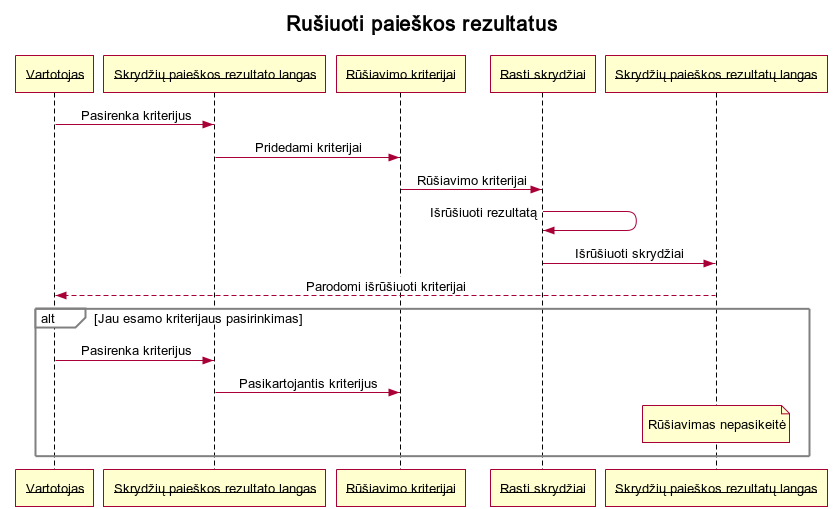 Rušiuoti paieškos rezultatus
Vartotojas Skrydžių paieškos rezultato langas Rūšiavimo kriterijai Rasti skrydžiai Skrydžių paieškos rezultatų langas
Pasirenka kriterijus
Pridedami kriterijai
Rūšiavimo kriterijai
Išrūšiuoti rezultatą
Išrūšiuoti skrydžiai
Parodomi išrūšiuoti kriterijai
alt [Jau esamo kriterijaus pasirinkimas]
Pasirenka kriterijus
Pasikartojantis kriterijus
Rūšiavimas nepasikeitė
Vartotojas Skrydžių paieškos rezultato langas Rūšiavimo kriterijai Rasti skrydžiai Skrydžių paieškos rezultatų langas